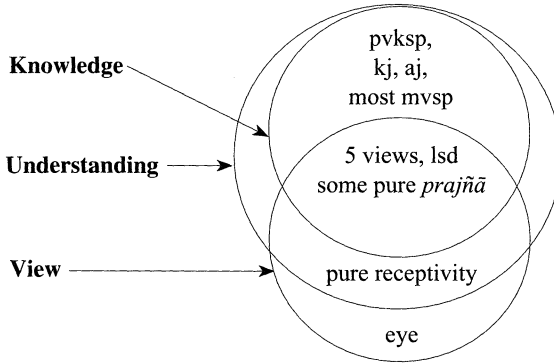 Knowledge
Understanding
View
pvksp,
kj, aj,
most mvsp
5 views, lsd
some pure prajñā
pure receptivity
eye